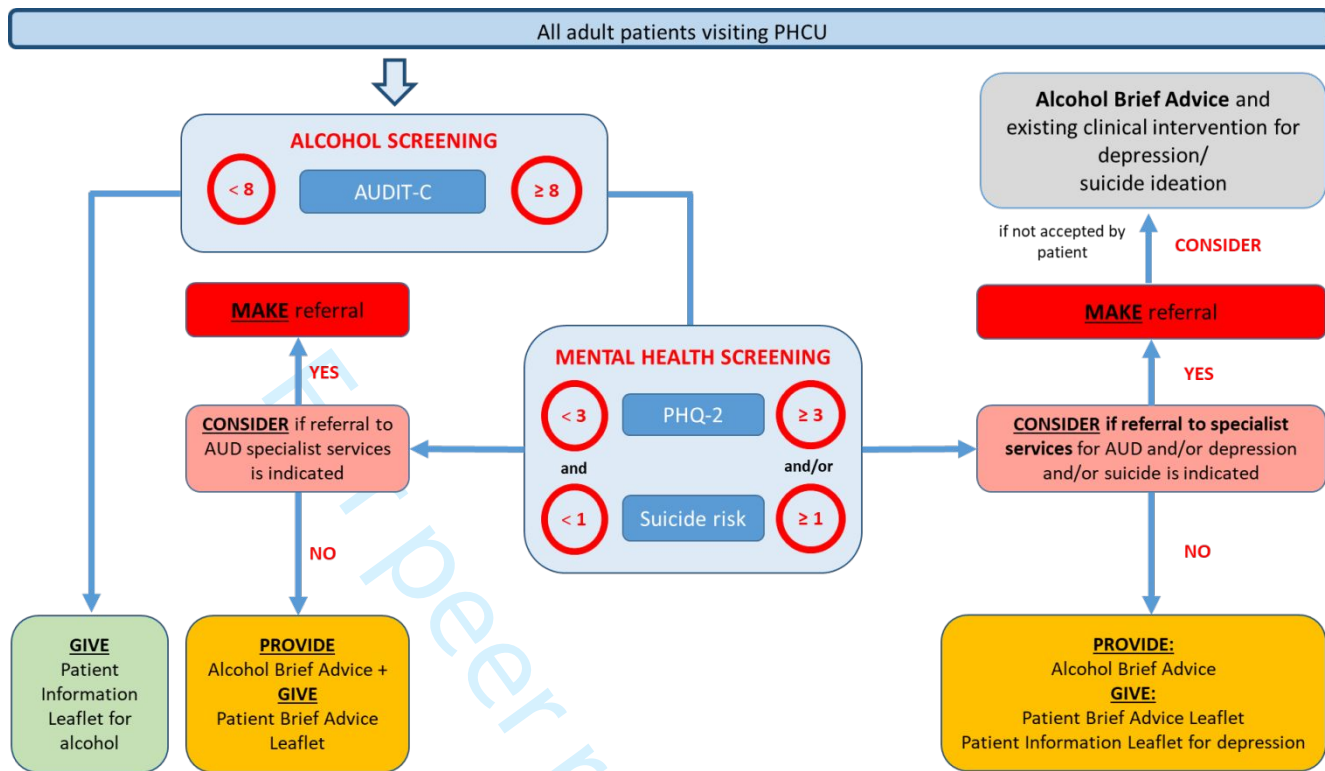 All adult patients visiting PHCU
ALCOHOL SCREENING
< 8
AUDIT-C
≥ 8
Alcohol Brief Advice and
existing clinical intervention for
depression/
suicide ideation
if not accepted by
patient
CONSIDER
MAKE referral
YES
CONSIDER if referral to
AUD specialist services
is indicated
NO
MENTAL HEALTH SCREENING
< 3
PHQ-2
≥ 3
and
and/or
< 1
Suicide risk
≥ 1
MAKE referral
YES
CONSIDER if referral to specialist
services for AUD and/or depression
and/or suicide is indicated
NO
GIVE
Patient
Information
Leaflet for
alcohol
PROVIDE
Alcohol Brief Advice +
GIVE
Patient Brief Advice
Leaflet
PROVIDE:
Alcohol Brief Advice
GIVE:
Patient Brief Advice Leaflet
Patient Information Leaflet for depression
peer